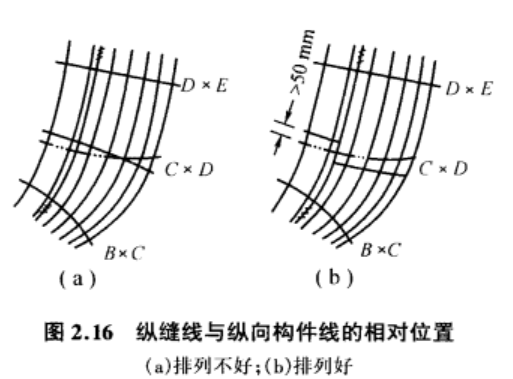 >50 mm
D × E
D × E
C × D
C × D
B×C
B×C
(a)
(b)
图 2.16 纵缝线与纵向构件线的相对位置
(a)排列不好;(b)排列好